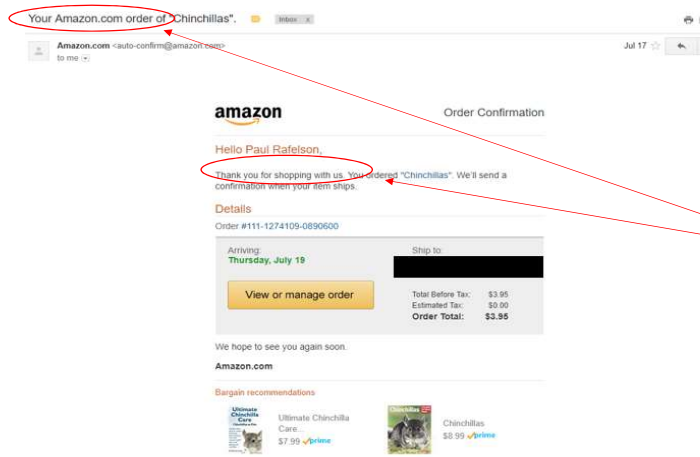 Your Amazon.com order of "Chinchillas".
Inbox x
Amazon.com <auto-confirm@amazon.com>
Jul 17
to me
amazon
Order Confirmation
Hello Paul Rafelson,
Thank you for shopping with us. You ordered "Chinchillas". We'll send a
confirmation when your item ships.
Details
Order #111-1274109-0890600
Arriving:
Thursday, July 19
Ship to:
View or manage order
Total Before Tax: $3.95
Estimated Tax: $0.00
Order Total: $3.95
We hope to see you again soon.
Amazon.com
Bargain recommendations
Ultimate
Chinchilla
Care
Ultimate Chinchilla
Care...
$7.99 prime
Chinchillas
Chinchillas
$8.99 prime